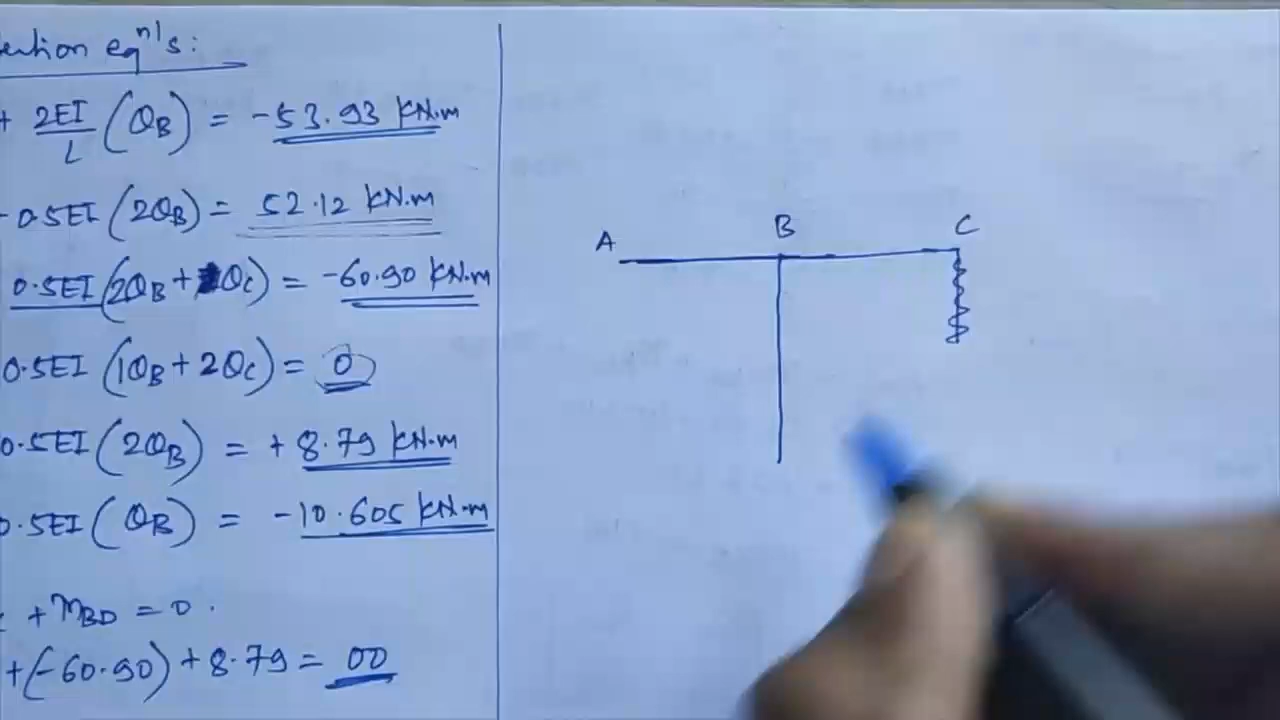 eqⁿ's:
+ 2EI/L (θB) = -53.93 KN.m
-0.5EI (2θB) = 52.12 KN.m
0.5EI (2θB + θC) = -60.90 KN.m
0.5EI (1θB + 2θC) = 0
0.5EI (2θB) = +8.79 KN.m
0.5EI (θB) = -10.605 KN.m
+ MBD = 0.
+(-60.90) + 8.79 = 00
A B C